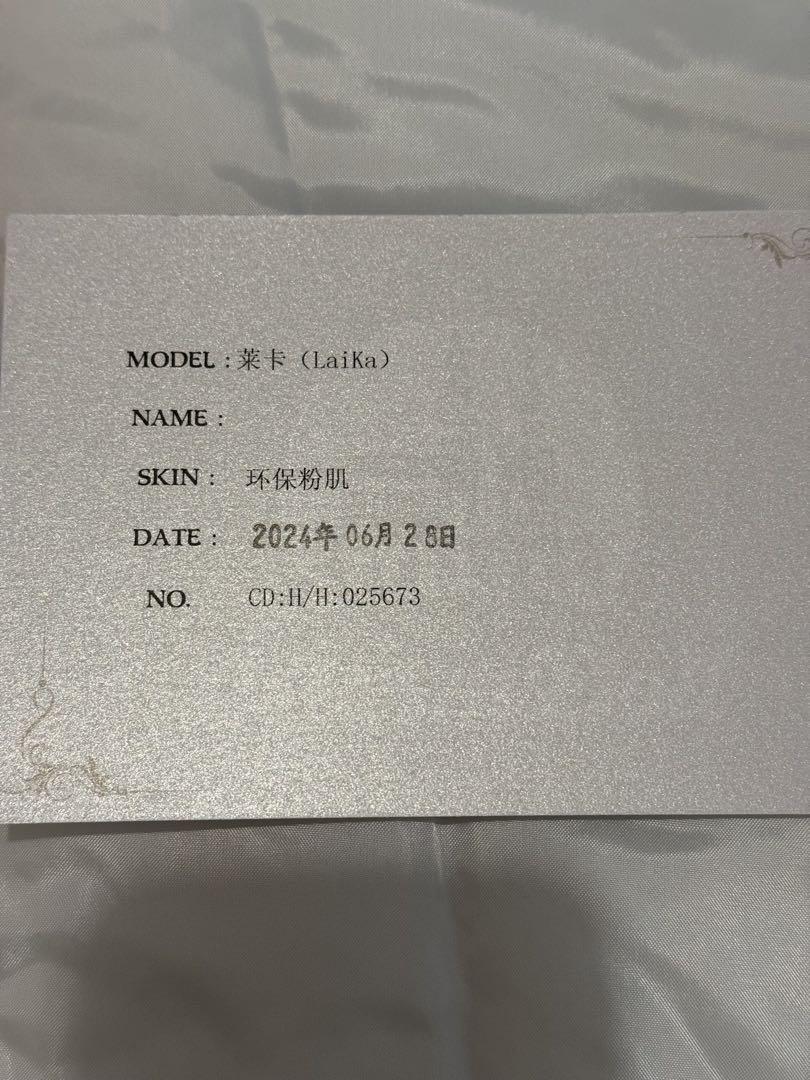 MODEL：莱卡（LaiKa）
NAME：
SKIN： 环保粉肌
DATE： 2024年06月28日
NO. CD:H/H:025673